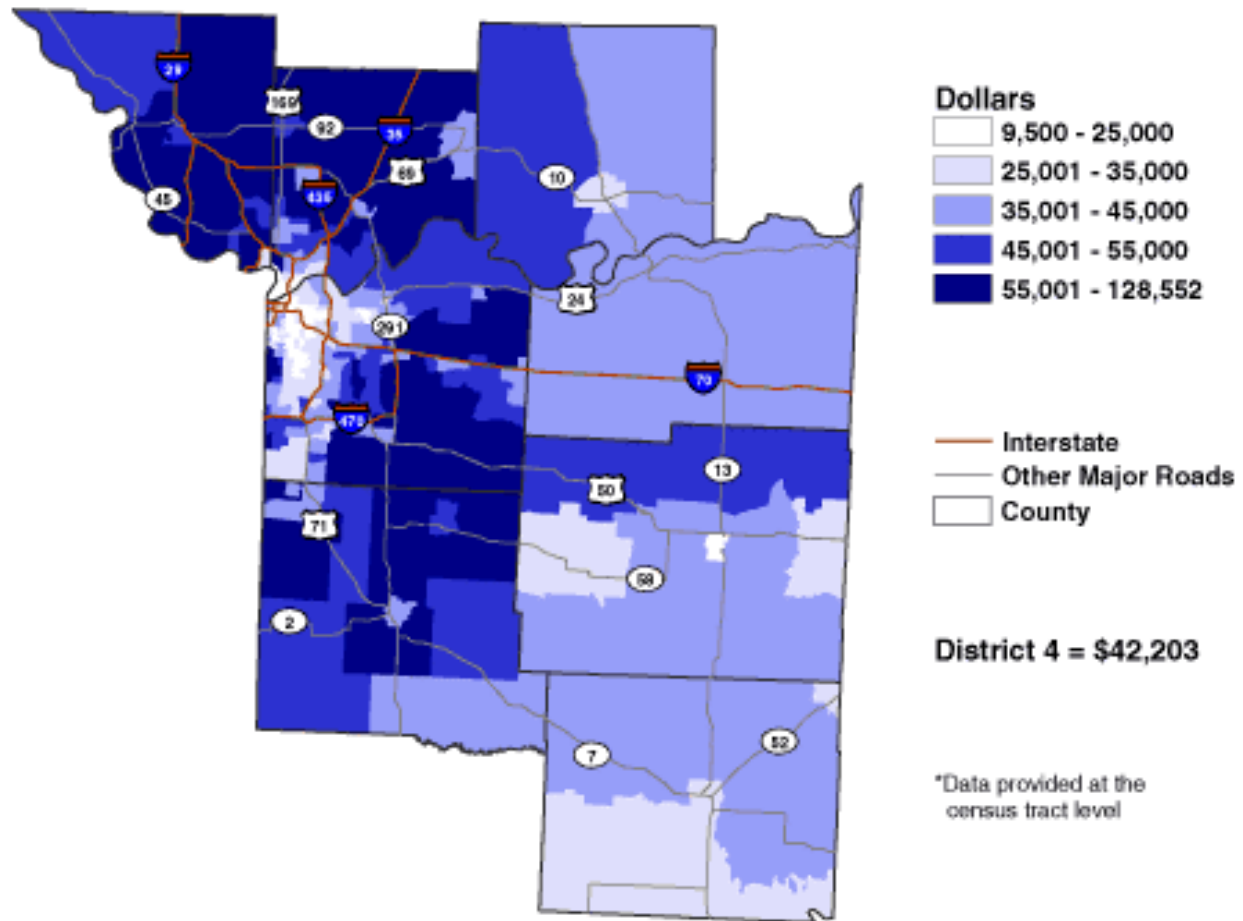 29
169
92
35
69
45
435
10
24
291
70
470
13
50
71
58
2
7
52
Dollars
9,500 - 25,000
25,001 - 35,000
35,001 - 45,000
45,001 - 55,000
55,001 - 128,552
Interstate
Other Major Roads
County
District 4 = $42,203
*Data provided at the
census tract level